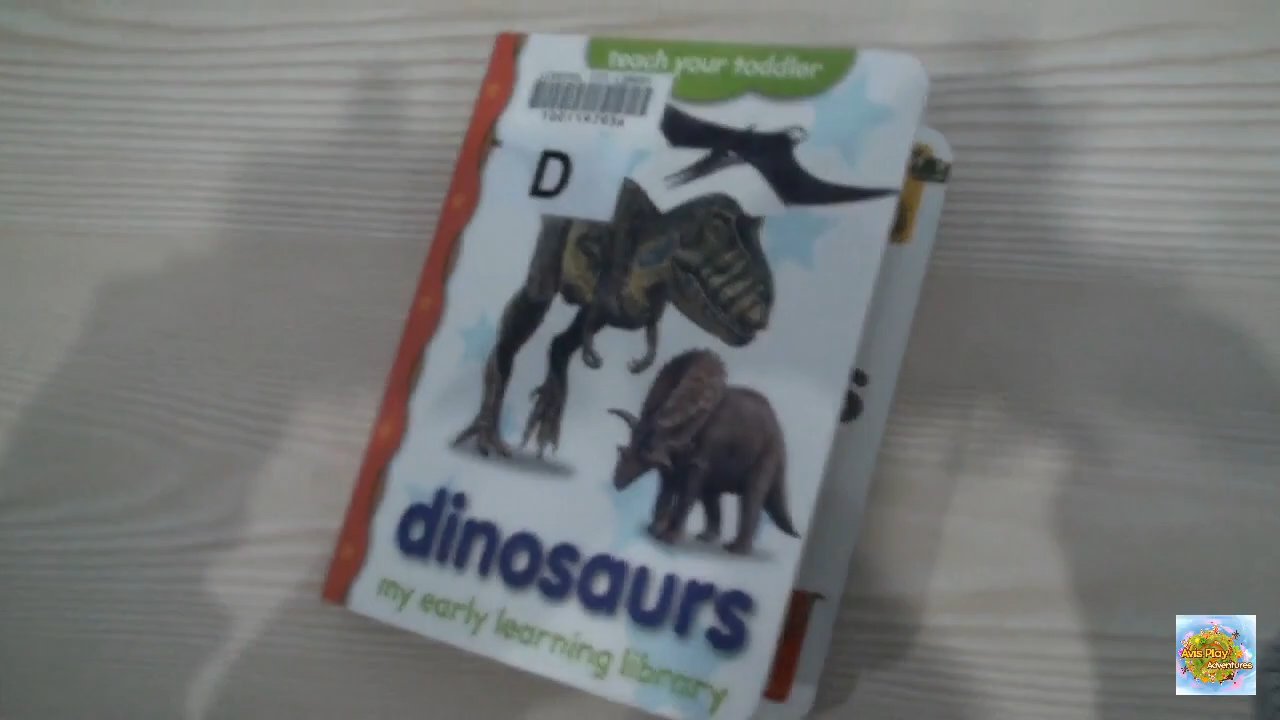 teach your toddler
D
dinosaurs
my early learning library
Avis Play
Adventures